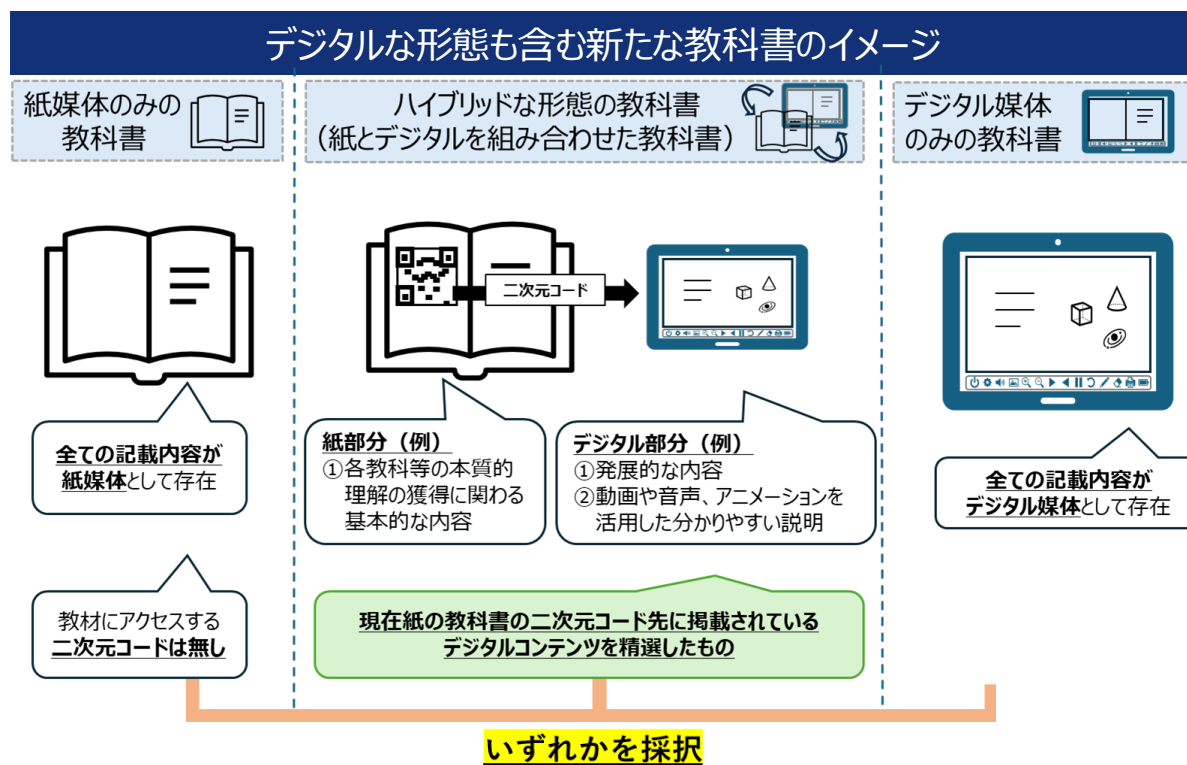 デジタルな形態も含む新たな教科書のイメージ
紙媒体のみの
教科書
ハイブリッドな形態の教科書
（紙とデジタルを組み合わせた教科書）
デジタル媒体
のみの教科書
二次元コード
全ての記載内容が
紙媒体として存在
紙部分（例）
①各教科等の本質的
理解の獲得に関わる
基本的な内容
デジタル部分（例）
①発展的な内容
②動画や音声、アニメーションを
活用した分かりやすい説明
全ての記載内容が
デジタル媒体として存在
教材にアクセスする
二次元コードは無し
現在紙の教科書の二次元コード先に掲載されている
デジタルコンテンツを精選したもの
いずれかを採択